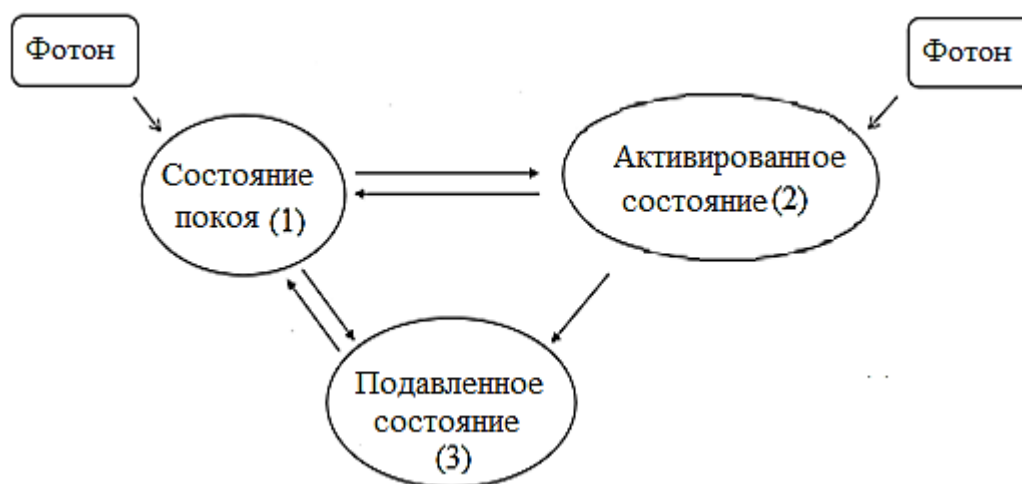 Фотон
Фотон
Состояние
покоя (1)
Активированное
состояние (2)
Подавленное
состояние
(3)